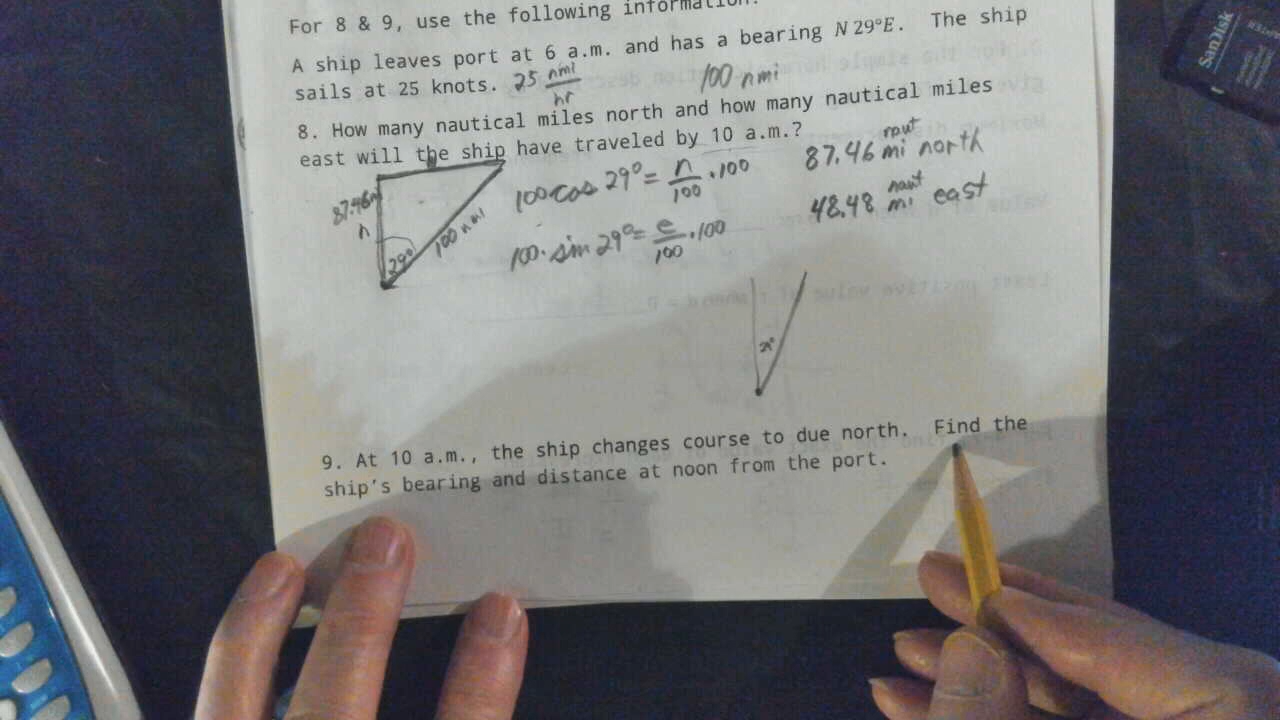 For 8 & 9, use the following information.
A ship leaves port at 6 a.m. and has a bearing N 29°E. The ship
sails at 25 knots. 25 nmi/hr 100 nmi
8. How many nautical miles north and how many nautical miles
east will the ship have traveled by 10 a.m.?
87.46 n
n
29°
100 nmi
100·cos 29° = n/100 ·100
100· sin 29° = e/100 ·100
87.46 naut mi north
48.48 naut mi east
29°
9. At 10 a.m., the ship changes course to due north. Find the
ship's bearing and distance at noon from the port.
SanDisk